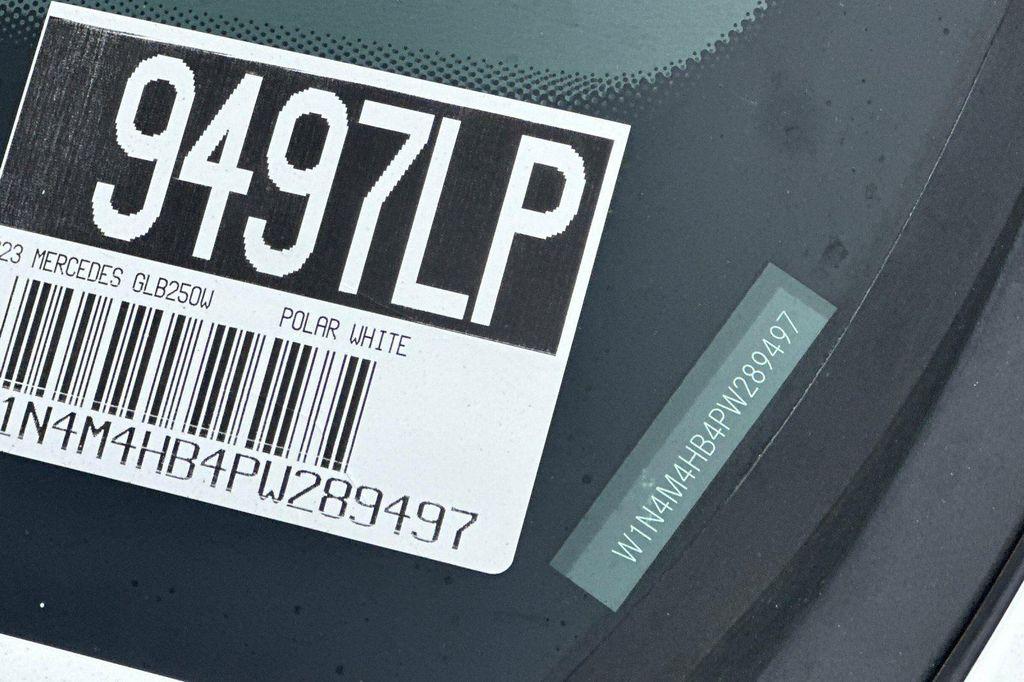 9497LP
23 MERCEDES GLB250W
POLAR WHITE
1N4M4HB4PW289497
W1N4M4HB4PW289497